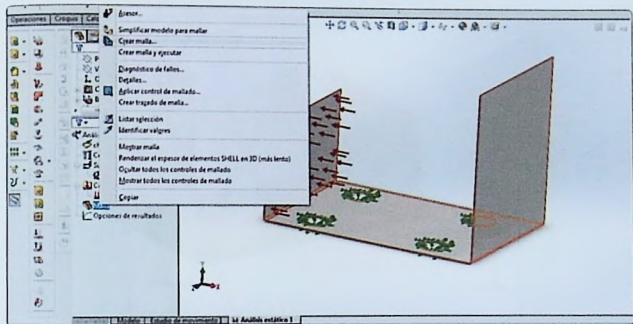 Operaciones
Croquis
Asesor...
Simplificar modelo para mallar
Crear malla...
Crear malla y ejecutar
Diagnóstico de fallas...
Detalles...
Aplicar control de mallado...
Crear trazado de malla...
Listar selección
Identificar valores
Mostrar malla
Renderizar el espesor de elementos SHELL en 3D (más lento)
Ocultar todos los controles de mallado
Mostrar todos los controles de mallado
Copiar
Opciones de resultados
Modelo
Estudio de movimiento 1
Análisis estático 1